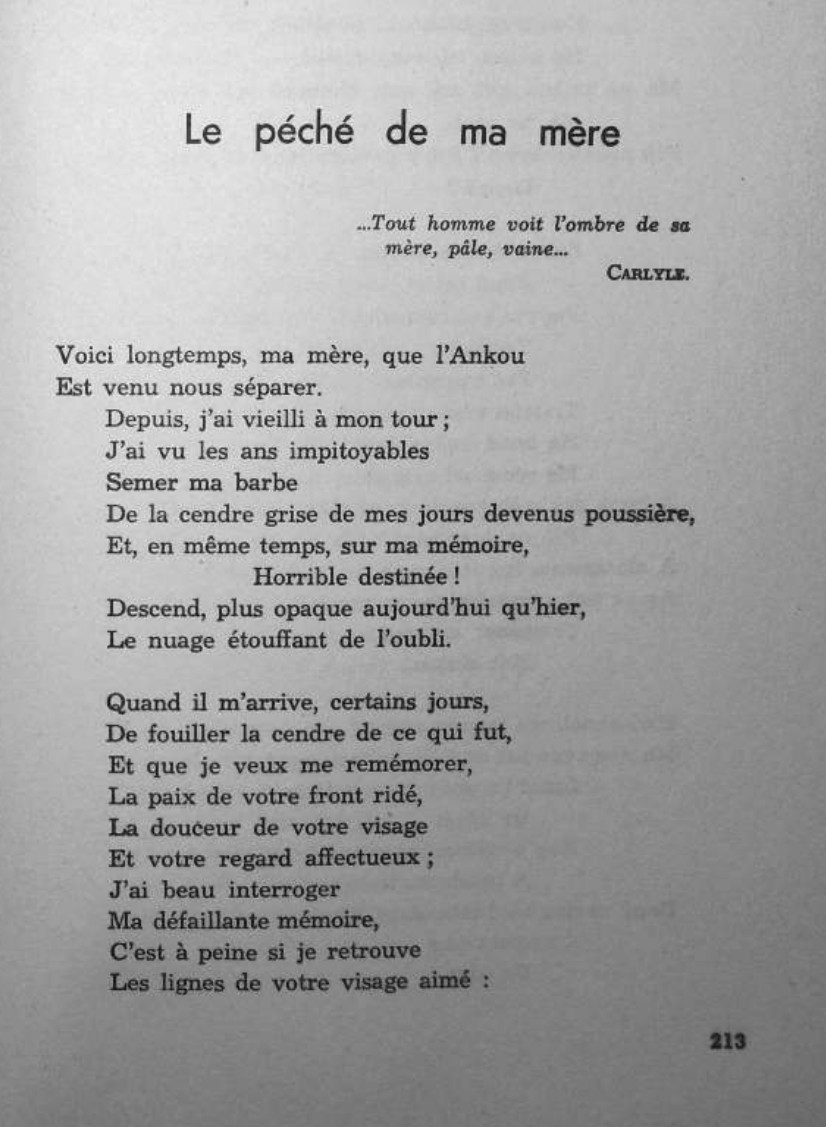 Le péché de ma mère
...Tout homme voit l'ombre de sa
mère, pâle, vaine...
CARLYLE.
Voici longtemps, ma mère, que l'Ankou
Est venu nous séparer.
Depuis, j'ai vieilli à mon tour ;
J'ai vu les ans impitoyables
Semer ma barbe
De la cendre grise de mes jours devenus poussière,
Et, en même temps, sur ma mémoire,
Horrible destinée !
Descend, plus opaque aujourd'hui qu'hier,
Le nuage étouffant de l'oubli.
Quand il m'arrive, certains jours,
De fouiller la cendre de ce qui fut,
Et que je veux me remémorer,
La paix de votre front ridé,
La douceur de votre visage
Et votre regard affectueux ;
J'ai beau interroger
Ma défaillante mémoire,
C'est à peine si je retrouve
Les lignes de votre visage aimé :
213